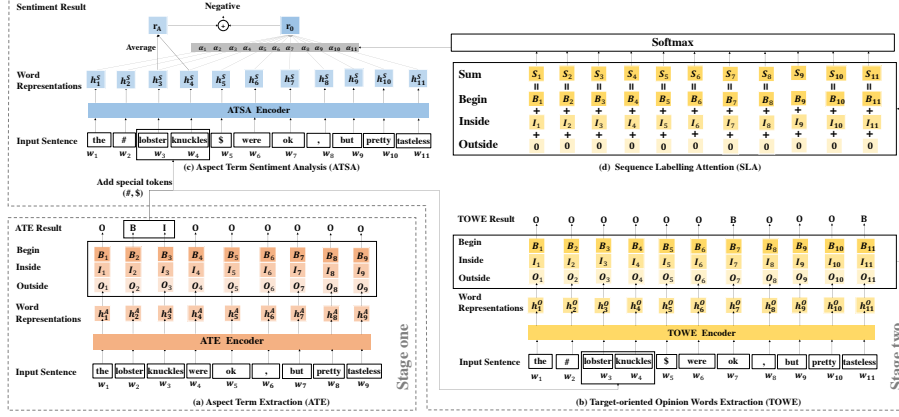 Sentiment Result
Negative
r_A + r_0
Average
α_1 α_2 α_3 α_4 α_5 α_6 α_7 α_8 α_9 α_10 α_11
Word Representations
h_1^S h_2^S h_3^S h_4^S h_5^S h_6^S h_7^S h_8^S h_9^S h_10^S h_11^S
ATSA Encoder
Input Sentence the # lobster knuckles $ were ok , but pretty tasteless
w_1 w_2 w_3 w_4 w_5 w_6 w_7 w_8 w_9 w_10 w_11
(c) Aspect Term Sentiment Analysis (ATSA)
Add special tokens
(#, $)
Softmax
Sum S_1 S_2 S_3 S_4 S_5 S_6 S_7 S_8 S_9 S_10 S_11
= = = = = = = = = = =
Begin B_1 B_2 B_3 B_4 B_5 B_6 B_7 B_8 B_9 B_10 B_11
+ + + + + + + + + + +
Inside I_1 I_2 I_3 I_4 I_5 I_6 I_7 I_8 I_9 I_10 I_11
+ + + + + + + + + + +
Outside 0 0 0 0 0 0 0 0 0 0 0
(d) Sequence Labelling Attention (SLA)
ATE Result O B I O O O O O O
Begin B_1 B_2 B_3 B_4 B_5 B_6 B_7 B_8 B_9
Inside I_1 I_2 I_3 I_4 I_5 I_6 I_7 I_8 I_9
Outside O_1 O_2 O_3 O_4 O_5 O_6 O_7 O_8 O_9
Word Representations
h_1^A h_2^A h_3^A h_4^A h_5^A h_6^A h_7^A h_8^A h_9^A
ATE Encoder
Input Sentence the lobster knuckles were ok , but pretty tasteless
w_1 w_2 w_3 w_4 w_5 w_6 w_7 w_8 w_9
(a) Aspect Term Extraction (ATE)
Stage one
TOWE Result O O O O O O B O O O B
Begin B_1 B_2 B_3 B_4 B_5 B_6 B_7 B_8 B_9 B_10 B_11
Inside I_1 I_2 I_3 I_4 I_5 I_6 I_7 I_8 I_9 I_10 I_11
Outside O_1 O_2 O_3 O_4 O_5 O_6 O_7 O_8 O_9 O_10 O_11
Word Representations
h_1^O h_2^O h_3^O h_4^O h_5^O h_6^O h_7^O h_8^O h_9^O h_10^O h_11^O
TOWE Encoder
Input Sentence the # lobster knuckles $ were ok , but pretty tasteless
w_1 w_2 w_3 w_4 w_5 w_6 w_7 w_8 w_9 w_10 w_11
(b) Target-oriented Opinion Words Extraction (TOWE)
Stage two